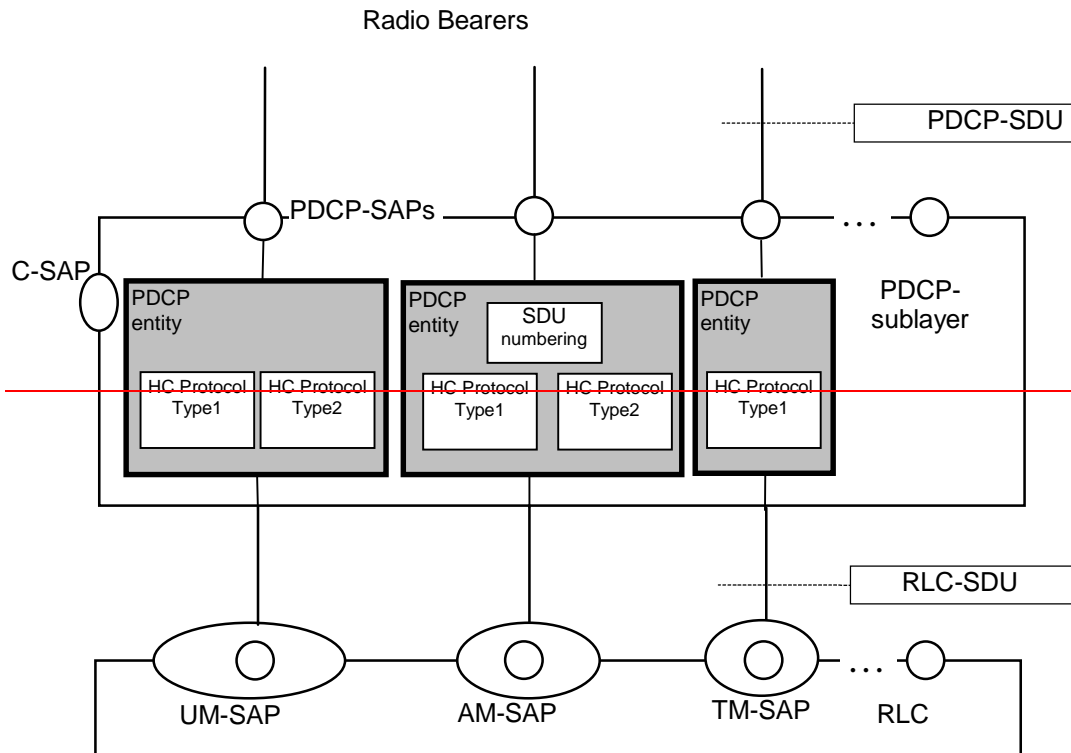 Radio Bearers
PDCP-SDU
PDCP-SAPs
...
C-SAP
PDCP
entity
HC Protocol
Type1
HC Protocol
Type2
PDCP
entity
SDU
numbering
HC Protocol
Type1
HC Protocol
Type2
PDCP
entity
HC Protocol
Type1
PDCP-
sublayer
RLC-SDU
...
UM-SAP
AM-SAP
TM-SAP
RLC